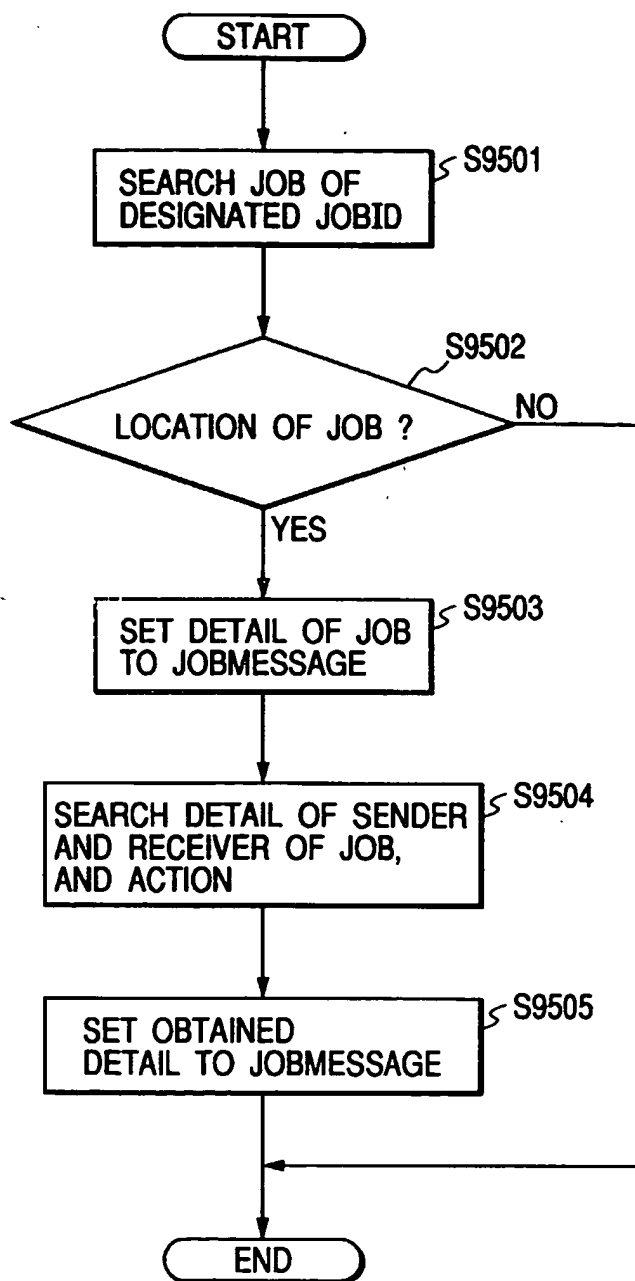 START
S9501
SEARCH JOB OF
DESIGNATED JOBID
S9502
LOCATION OF JOB ?
NO
YES
S9503
SET DETAIL OF JOB
TO JOBMESSAGE
S9504
SEARCH DETAIL OF SENDER
AND RECEIVER OF JOB,
AND ACTION
S9505
SET OBTAINED
DETAIL TO JOBMESSAGE
END